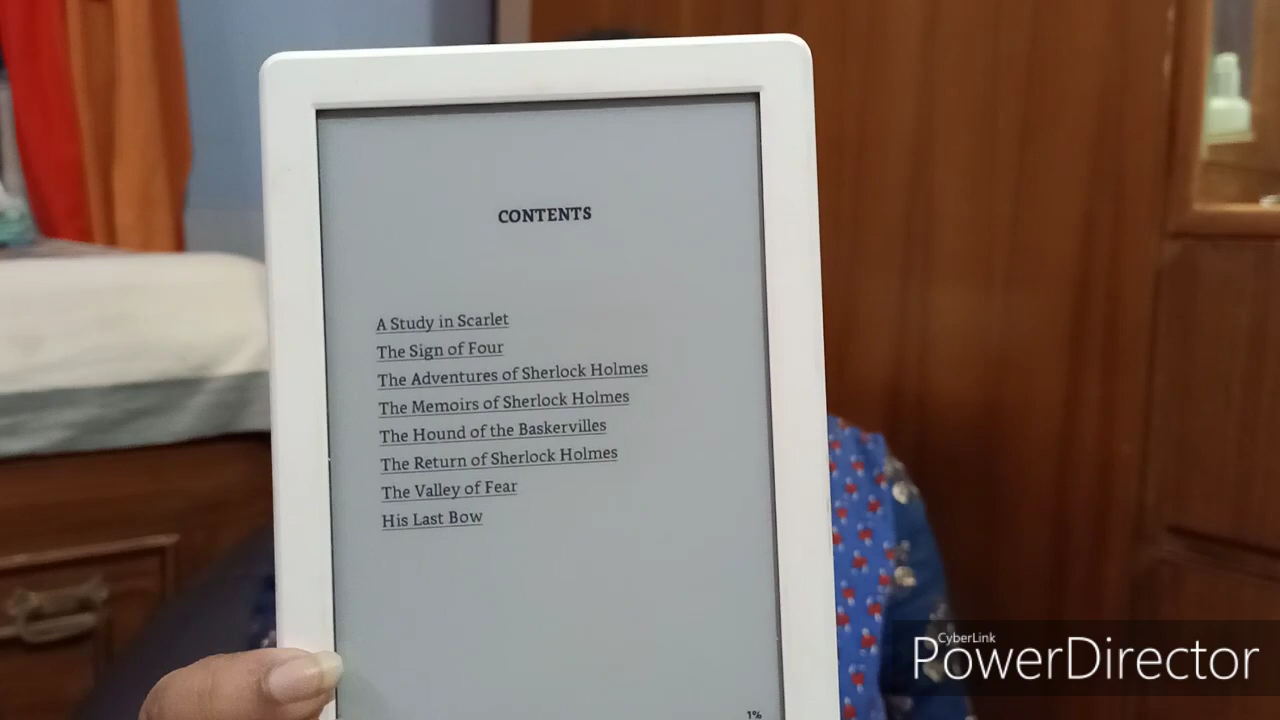 CONTENTS
A Study in Scarlet
The Sign of Four
The Adventures of Sherlock Holmes
The Memoirs of Sherlock Holmes
The Hound of the Baskervilles
The Return of Sherlock Holmes
The Valley of Fear
His Last Bow
1%
CyberLink
PowerDirector